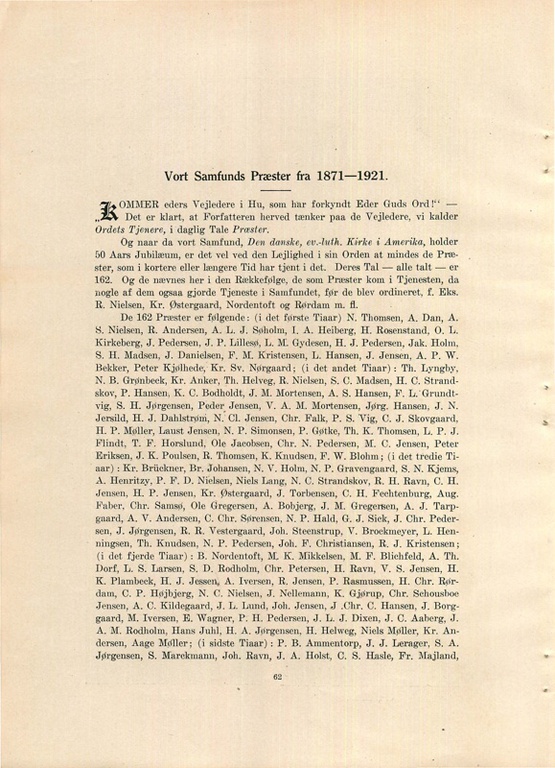 Vort Samfunds Præster fra 1871—1921.
„KOMMER eders Vejledere i Hu, som har forkyndt Eder Guds Ord!“ —
Det er klart, at Forfatteren herved tænker paa de Vejledere, vi kalder
Ordets Tjenere, i daglig Tale Præster.
Og naar da vort Samfund, Den danske, ev.-luth. Kirke i Amerika, holder
50 Aars Jubilæum, er det vel ved den Lejlighed i sin Orden at mindes de Præ-
ster, som i kortere eller længere Tid har tjent i det. Deres Tal — alle talt — er
162. Og de nævnes her i den Rækkefølge, de som Præster kom i Tjenesten, da
nogle af dem ogsaa gjorde Tjeneste i Samfundet, før de blev ordineret, f. Eks.
R. Nielsen, Kr. Østergaard, Nordentoft og Rørdam m. fl.
De 162 Præster er følgende: (i det første Tiaar) N. Thomsen, A. Dan, A.
S. Nielsen, R. Andersen, A. L. J. Søholm, I. A. Heiberg, H. Rosenstand, O. L.
Kirkeberg, J. Pedersen, J. P. Lillesø, L. M. Gydesen, H. J. Pedersen, Jak. Holm,
S. H. Madsen, J. Danielsen, F. M. Kristensen, L. Hansen, J. Jensen, A. P. W.
Bekker, Peter Kjølhede, Kr. Sv. Nørgaard; (i det andet Tiaar) : Th. Lyngby,
N. B. Grønbeck, Kr. Anker, Th. Helveg, R. Nielsen, S. C. Madsen, H. C. Strand-
skov, P. Hansen, K. C. Bodholdt, J. M. Mortensen, A. S. Hansen, F. L. Grundt-
vig, S. H. Jørgensen, Peder Jensen, V. A. M. Mortensen, Jørg. Hansen, J. N.
Jersild, H. J. Dahlstrøm, N. Cl. Jensen, Chr. Falk, P. S. Vig, C. J. Skovgaard,
H. P. Møller, Laust Jensen, N. P. Simonsen, P. Gøtke, Th. K. Thomsen, L. P. J.
Flindt, T. F. Horslund, Ole Jacobsen, Chr. N. Pedersen, M. C. Jensen, Peter
Eriksen, J. K. Poulsen, R. Thomsen, K. Knudsen, F. W. Blohm; (i det tredie Ti-
aar) : Kr. Brückner, Br. Johansen, N. V. Holm, N. P. Gravengaard, S. N. Kjems,
A. Henritzy, P. F. D. Nielsen, Niels Lang, N. C. Strandskov, R. H. Ravn, C. H.
Jensen, H. P. Jensen, Kr. Østergaard, J. Torbensen, C. H. Fechtenburg, Aug.
Faber, Chr. Samsø, Ole Gregersen, A. Bobjerg, J. M. Gregersen, A. J. Tarp-
gaard, A. V. Andersen, C. Chr. Sørensen, N. P. Hald, G. J. Sick, J. Chr. Peder-
sen, J. Jørgensen, R. R. Vestergaard, Joh. Steenstrup, V. Brockmeyer, L. Hen-
ningsen, Th. Knudsen, N. P. Pedersen, Joh. F. Christiansen, R. J. Kristensen;
(i det fjerde Tiaar) : B. Nordentoft, M. K. Mikkelsen, M. F. Blichfeld, A. Th.
Dorf, L. S. Larsen, S. D. Rodholm, Chr. Petersen, H. Ravn, V. S. Jensen, H.
K. Plambeck, H. J. Jessen, A. Iversen, R. Jensen, P. Rasmussen, H. Chr. Rør-
dam, C. P. Højbjerg, N. C. Nielsen, J. Nellemann, K. Gjørup, Chr. Schousboe
Jensen, A. C. Kildegaard, J. L. Lund, Joh. Jensen, J .Chr. C. Hansen, J. Borg-
gaard, M. Iversen, E. Wagner, P. H. Pedersen, J. L. J. Dixen, J. C. Aaberg, J.
A. M. Rodholm, Hans Juhl, H. A. Jørgensen, H. Helweg, Niels Møller, Kr. An-
dersen, Aage Møller; (i sidste Tiaar) : P. B. Ammentorp, J. J. Lerager, S. A.
Jørgensen, S. Marckmann, Joh. Ravn, J. A. Holst, C. S. Hasle, Fr. Majland,
62